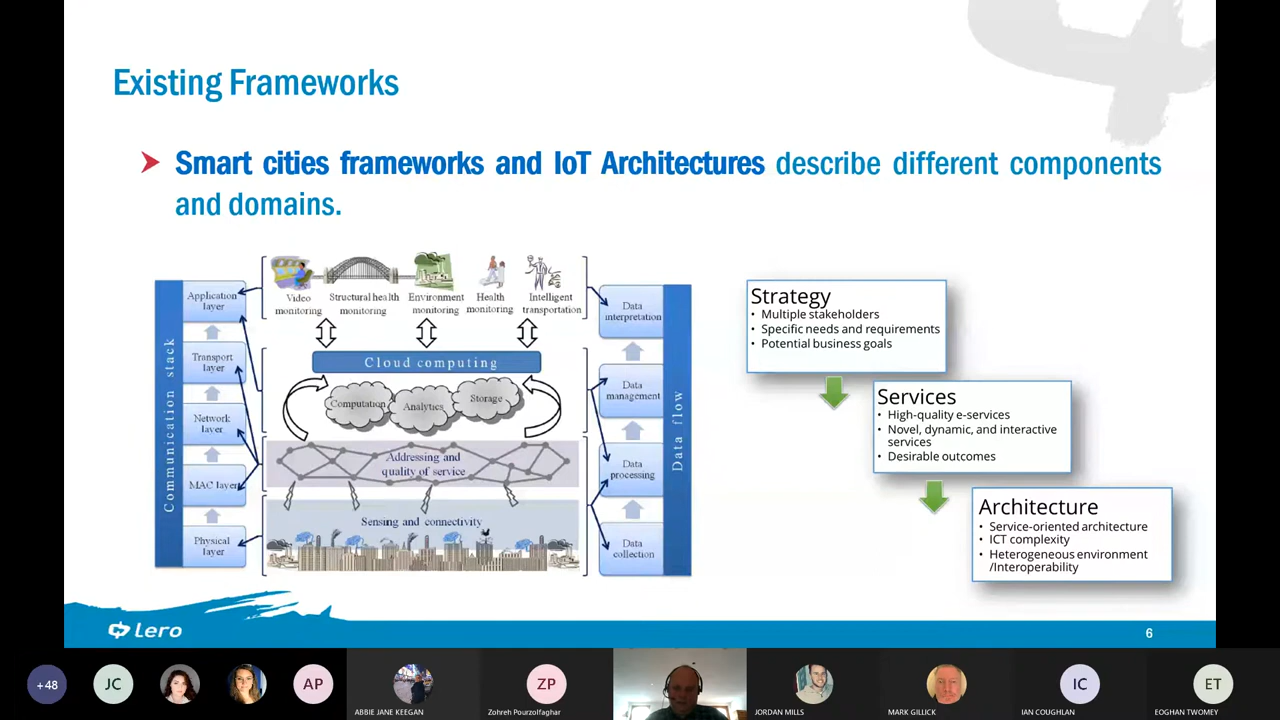 Existing Frameworks
Smart cities frameworks and IoT Architectures describe different components
and domains.
Communication stack
Application
layer
Transport
layer
Network
layer
MAC layer
Physical
layer
Video
monitoring
Structural health
monitoring
Environment
monitoring
Health
monitoring
Intelligent
transportation
Cloud computing
Computation
Analytics
Storage
Addressing and
quality of service
Sensing and connectivity
Data
interpretation
Data
management
Data
processing
Data
collection
Data flow
Strategy
• Multiple stakeholders
• Specific needs and requirements
• Potential business goals
Services
• High-quality e-services
• Novel, dynamic, and interactive
services
• Desirable outcomes
Architecture
• Service-oriented architecture
• ICT complexity
• Heterogeneous environment
/Interoperability
Lero
6
+48
JC
AP
ABBIE JANE KEEGAN
ZP
Zohreh Pourzolfaghar
JORDAN MILLS
MARK GILLICK
IC
IAN COUGHLAN
ET
EOGHAN TWOMEY